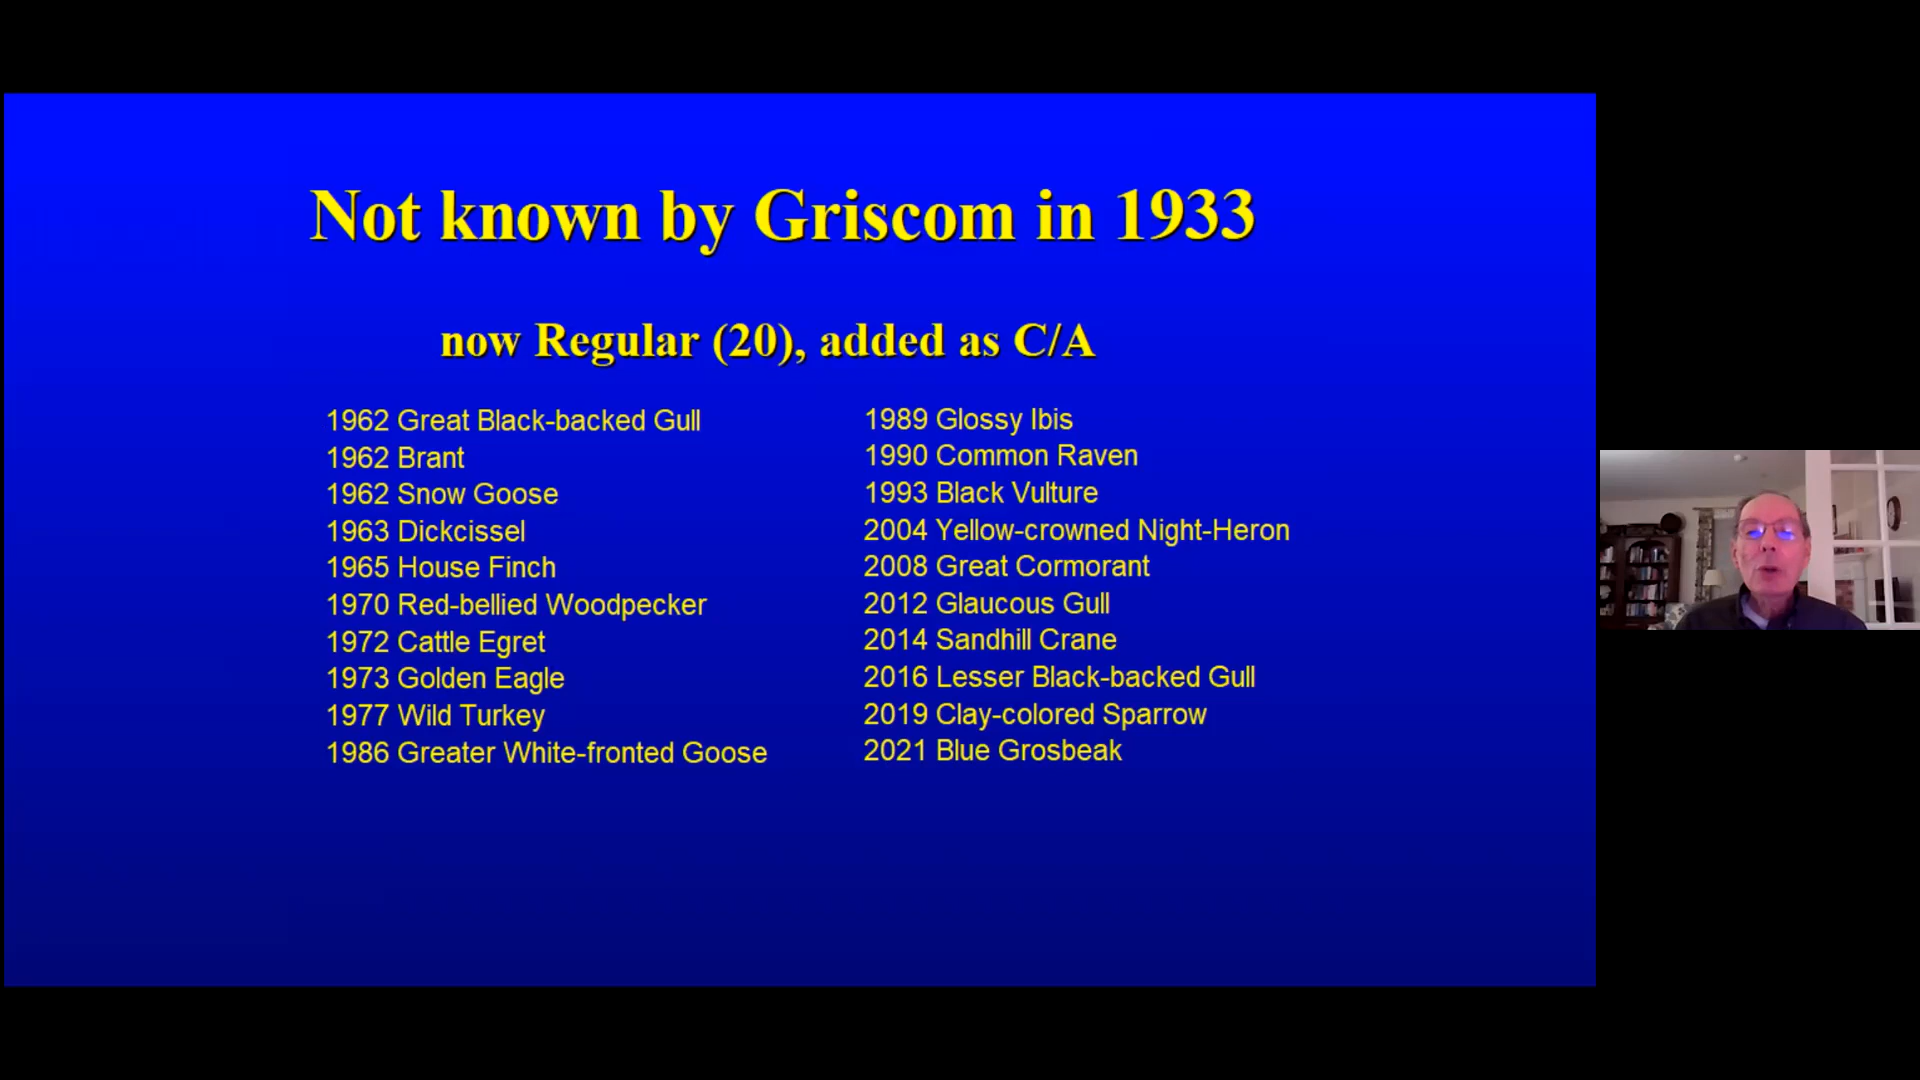 Not known by Griscom in 1933
now Regular (20), added as C/A
1962 Great Black-backed Gull
1962 Brant
1962 Snow Goose
1963 Dickcissel
1965 House Finch
1970 Red-bellied Woodpecker
1972 Cattle Egret
1973 Golden Eagle
1977 Wild Turkey
1986 Greater White-fronted Goose
1989 Glossy Ibis
1990 Common Raven
1993 Black Vulture
2004 Yellow-crowned Night-Heron
2008 Great Cormorant
2012 Glaucous Gull
2014 Sandhill Crane
2016 Lesser Black-backed Gull
2019 Clay-colored Sparrow
2021 Blue Grosbeak